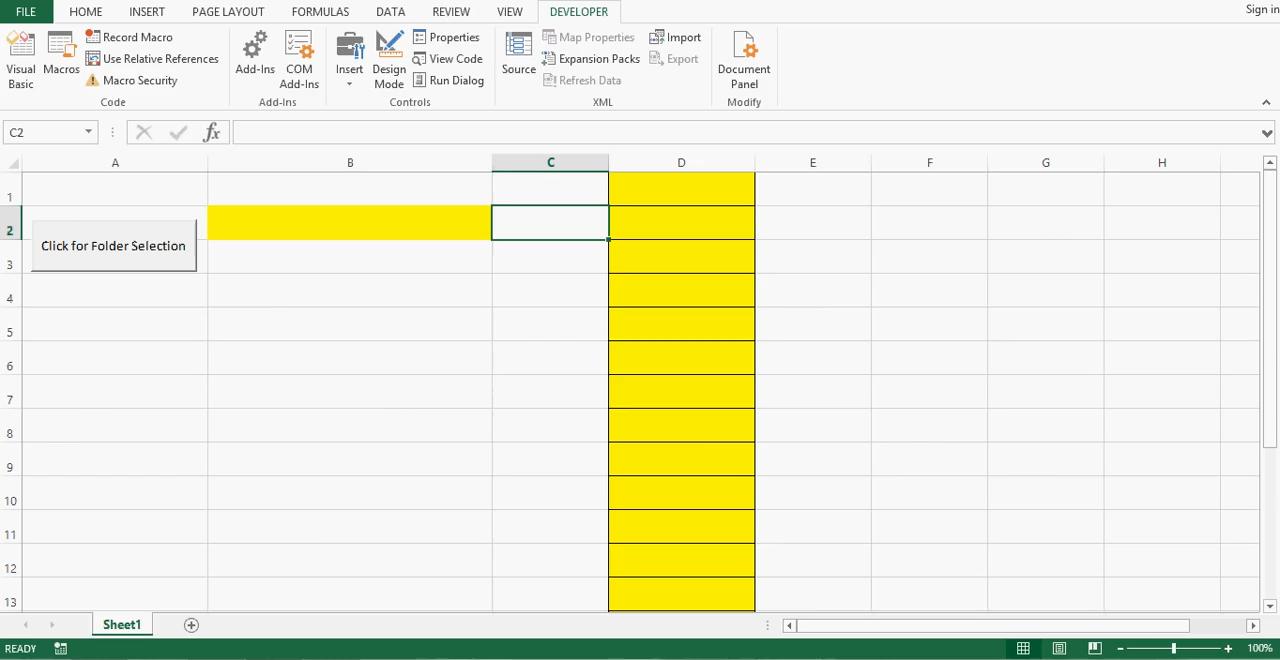 FILE HOME INSERT PAGE LAYOUT FORMULAS DATA REVIEW VIEW DEVELOPER Sign in
Visual Basic
Macros
Record Macro
Use Relative References
Macro Security
Code
Add-Ins
COM Add-Ins
Add-Ins
Insert
Design Mode
Properties
View Code
Run Dialog
Controls
Source
Map Properties
Expansion Packs
Refresh Data
Import
Export
XML
Document Panel
Modify
C2 fx
A B C D E F G H
1
2
Click for Folder Selection
3
4
5
6
7
8
9
10
11
12
13
Sheet1
READY 100%